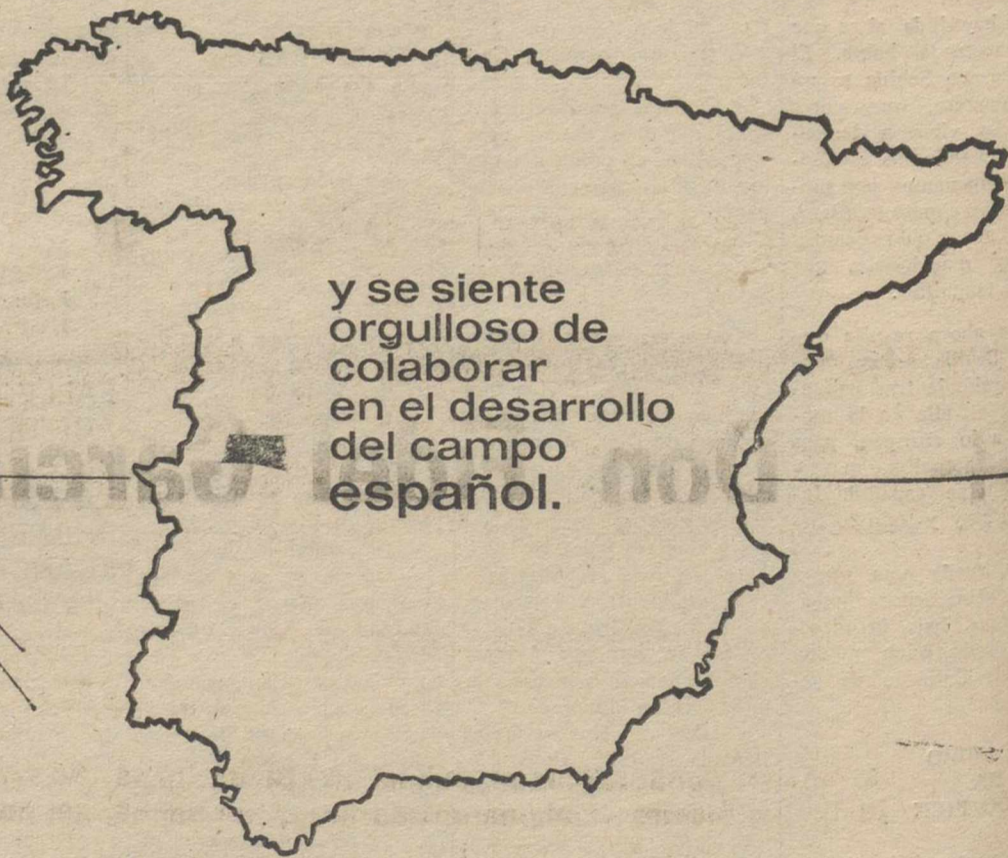 y se siente
orgulloso de
colaborar
en el desarrollo
del campo
español.